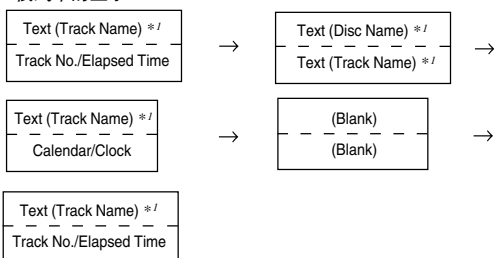 Text (Track Name) *1
Track No./Elapsed Time
→
Text (Disc Name) *1
Text (Track Name) *1
→
Text (Track Name) *1
Calendar/Clock
→
(Blank)
(Blank)
→
Text (Track Name) *1
Track No./Elapsed Time